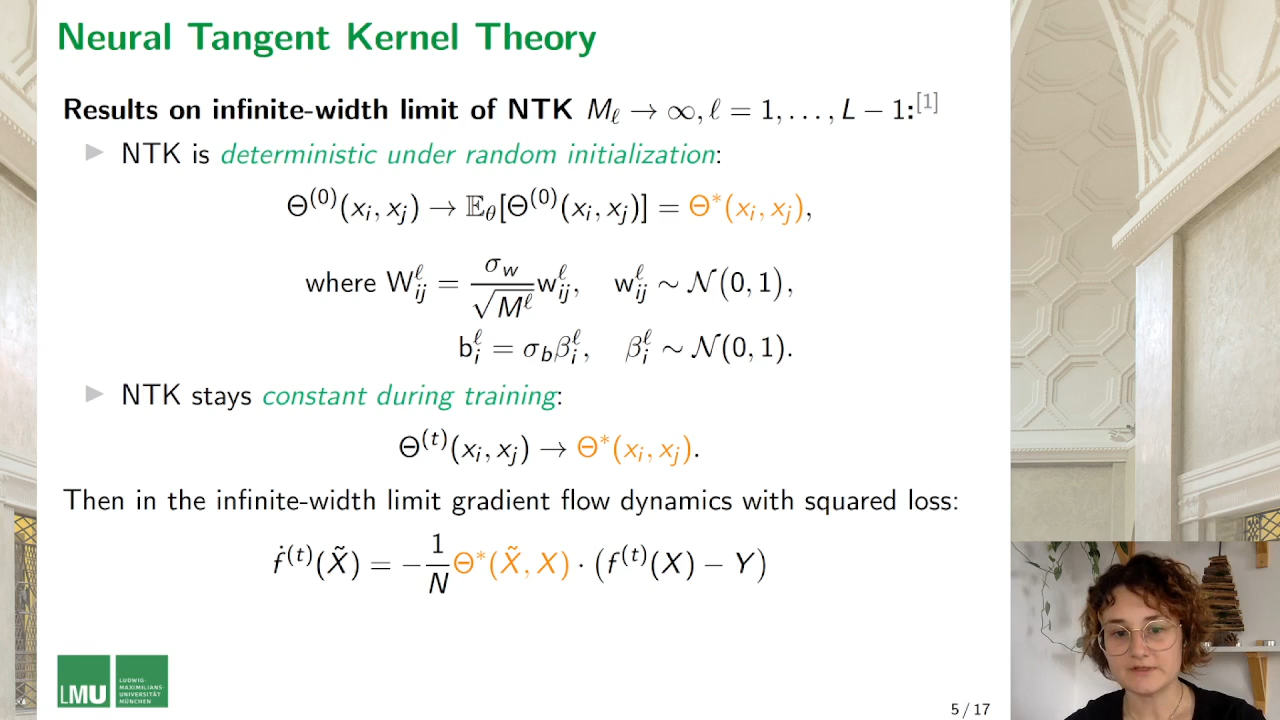 Neural Tangent Kernel Theory
Results on infinite-width limit of NTK M_ℓ → ∞, ℓ = 1, . . . , L − 1:[1]
▶ NTK is deterministic under random initialization:
Θ^(0)(x_i, x_j) → 𝔼_θ[Θ^(0)(x_i, x_j)] = Θ*(x_i, x_j),
where W^ℓ_ij = σ_w/√M^ℓ w^ℓ_ij, w^ℓ_ij ∼ 𝒩(0, 1),
b^ℓ_i = σ_b β^ℓ_i, β^ℓ_i ∼ 𝒩(0, 1).
▶ NTK stays constant during training:
Θ^(t)(x_i, x_j) → Θ*(x_i, x_j).
Then in the infinite-width limit gradient flow dynamics with squared loss:
ḟ^(t)(X̃) = −1/N Θ*(X̃, X) · (f^(t)(X) − Y)
LMU
LUDWIG-
MAXIMILIANS-
UNIVERSITÄT
MÜNCHEN
5 / 17